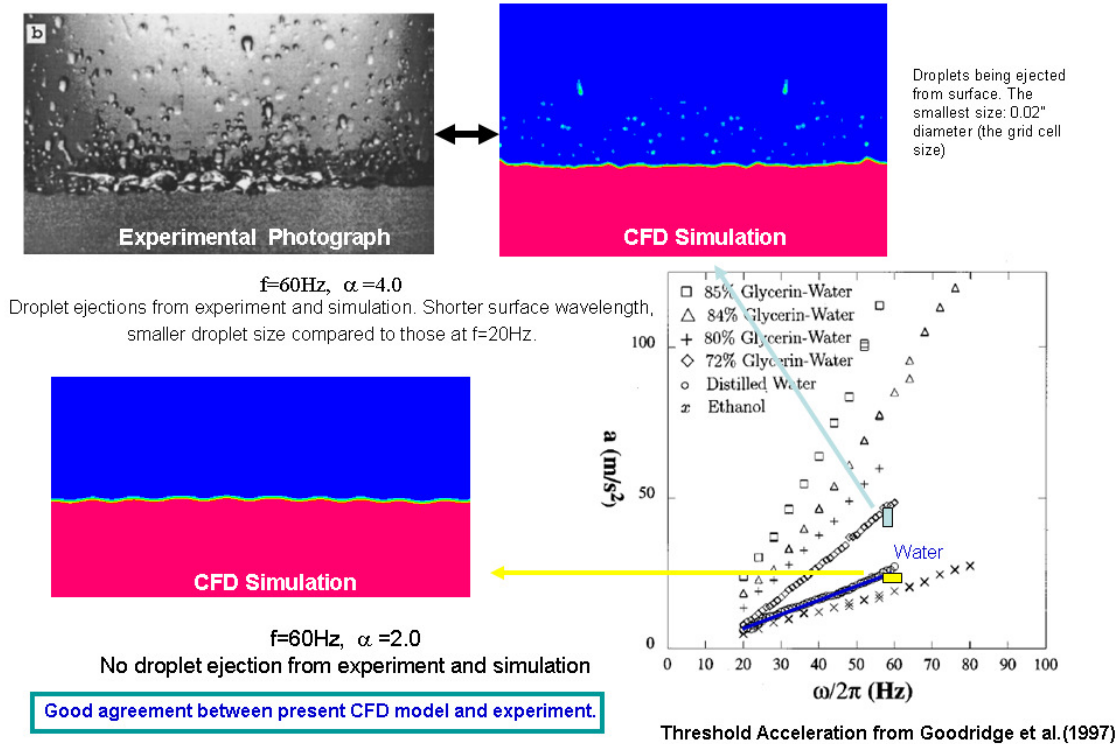 b
Experimental Photograph
CFD Simulation
Droplets being ejected
from surface. The
smallest size: 0.02"
diameter (the grid cell
size)
f=60Hz, α=4.0
Droplet ejections from experiment and simulation. Shorter surface wavelength,
smaller droplet size compared to those at f=20Hz.
CFD Simulation
f=60Hz, α=2.0
No droplet ejection from experiment and simulation
Good agreement between present CFD model and experiment.
85% Glycerin-Water
84% Glycerin-Water
80% Glycerin-Water
72% Glycerin-Water
Distilled Water
Ethanol
100
50
0
a (m/s²)
Water
0 10 20 30 40 50 60 70 80 90 100
ω/2π (Hz)
Threshold Acceleration from Goodridge et al.(1997)